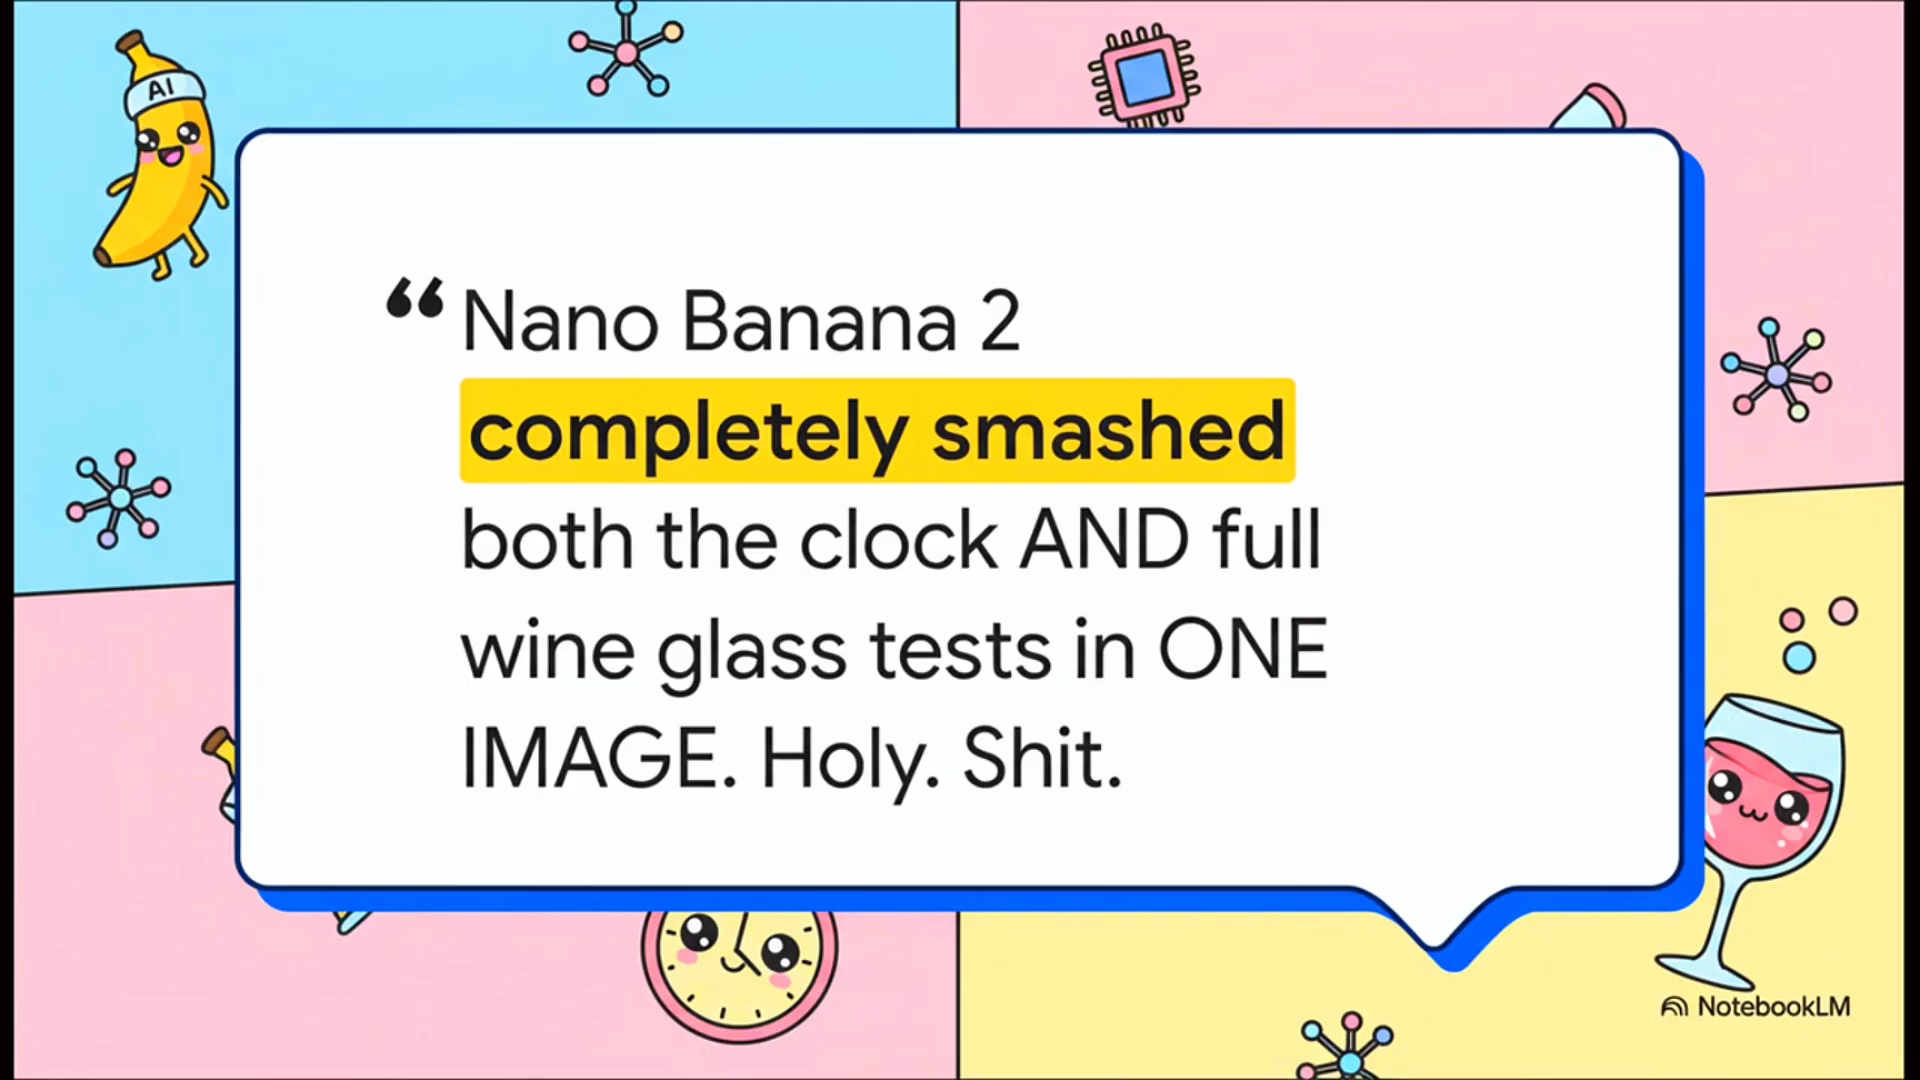 AI
“Nano Banana 2
completely smashed
both the clock AND full
wine glass tests in ONE
IMAGE. Holy. Shit.
NotebookLM